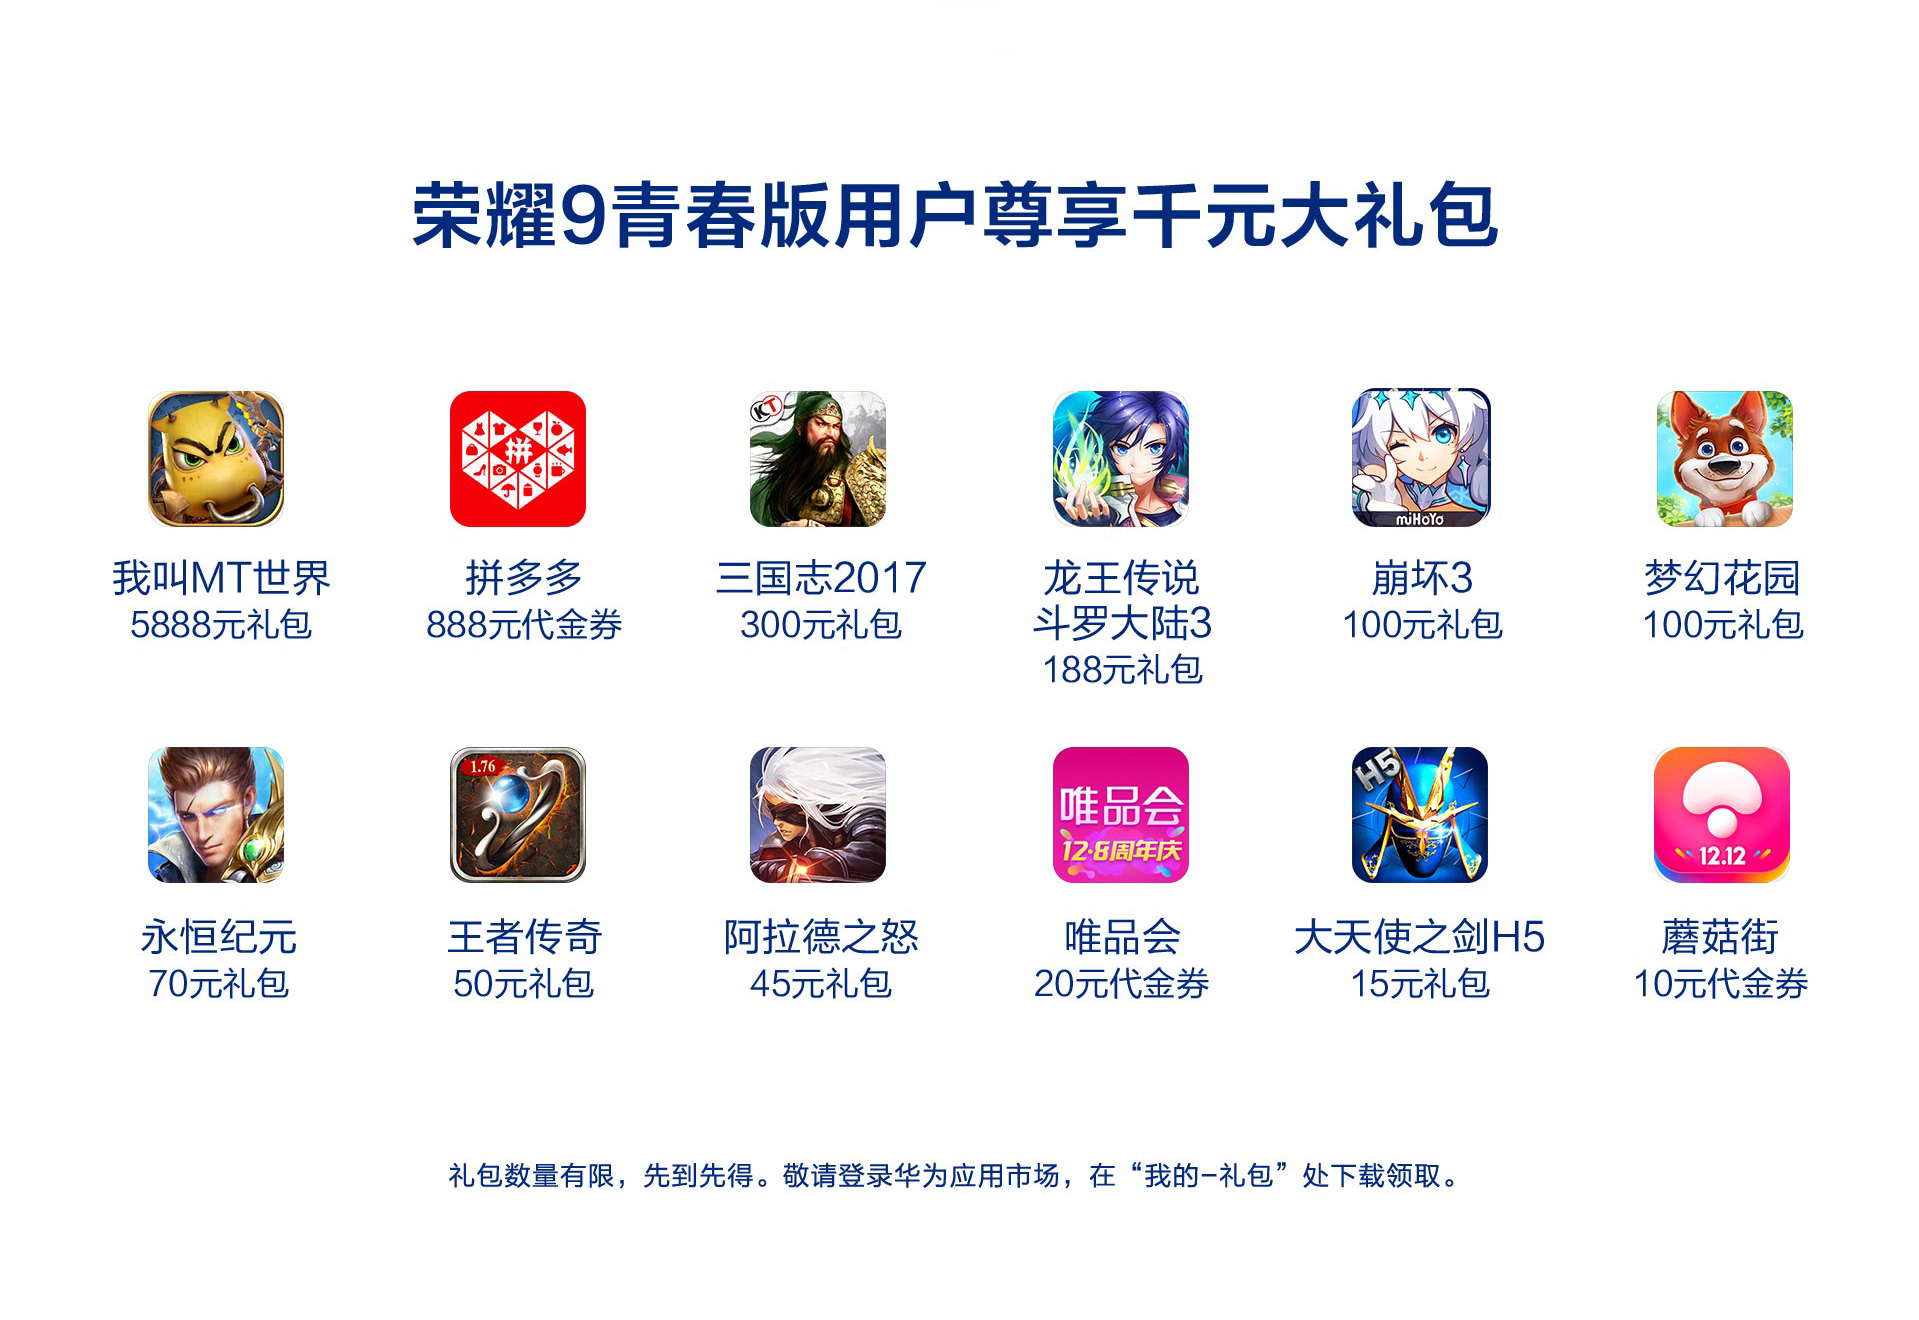 荣耀9青春版用户尊享千元大礼包
拼
KT
miHoYo
我叫MT世界
5888元礼包
拼多多
888元代金券
三国志2017
300元礼包
龙王传说
斗罗大陆3
188元礼包
崩坏3
100元礼包
梦幻花园
100元礼包
1.76
唯品会
12·8周年庆
H5
12.12
永恒纪元
70元礼包
王者传奇
50元礼包
阿拉德之怒
45元礼包
唯品会
20元代金券
大天使之剑H5
15元礼包
蘑菇街
10元代金券
礼包数量有限，先到先得。敬请登录华为应用市场，在“我的-礼包”处下载领取。